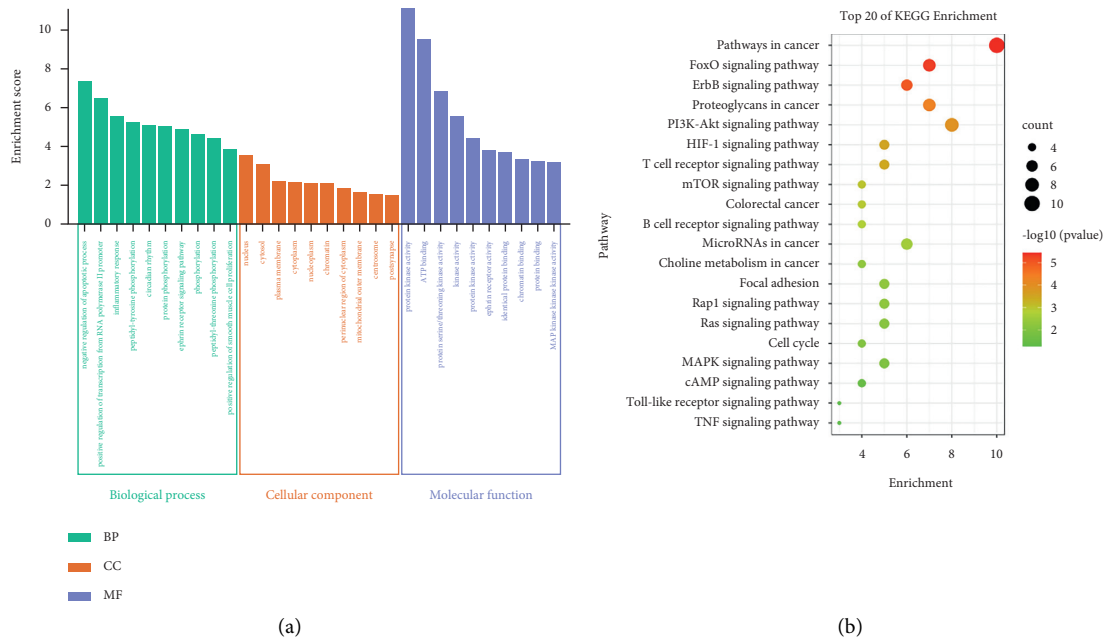 10
8
6
4
2
0
Enrichment score
negative regulation of apoptotic process
positive regulation of transcription from RNA polymerase II promoter
inflammatory response
peptidyl-tyrosine phosphorylation
circadian rhythm
protein phosphorylation
ephrin receptor signaling pathway
phosphorylation
peptidyl-threonine phosphorylation
positive regulation of smooth muscle cell proliferation
nucleus
cytosol
plasma membrane
cytoplasm
nucleoplasm
chromatin
perinuclear region of cytoplasm
mitochondrial outer membrane
centrosome
postsynapse
protein kinase activity
ATP binding
protein serine/threonine kinase activity
kinase activity
protein kinase activity
ephrin receptor activity
identical protein binding
chromatin binding
protein binding
MAP kinase kinase kinase activity
Biological process
Cellular component
Molecular function
BP
CC
MF
(a)
Top 20 of KEGG Enrichment
Pathway
Pathways in cancer
FoxO signaling pathway
ErbB signaling pathway
Proteoglycans in cancer
PI3K-Akt signaling pathway
HIF-1 signaling pathway
T cell receptor signaling pathway
mTOR signaling pathway
Colorectal cancer
B cell receptor signaling pathway
MicroRNAs in cancer
Choline metabolism in cancer
Focal adhesion
Rap1 signaling pathway
Ras signaling pathway
Cell cycle
MAPK signaling pathway
cAMP signaling pathway
Toll-like receptor signaling pathway
TNF signaling pathway
4 6 8 10
Enrichment
count
4
6
8
10
-log10 (pvalue)
5
4
3
2
(b)